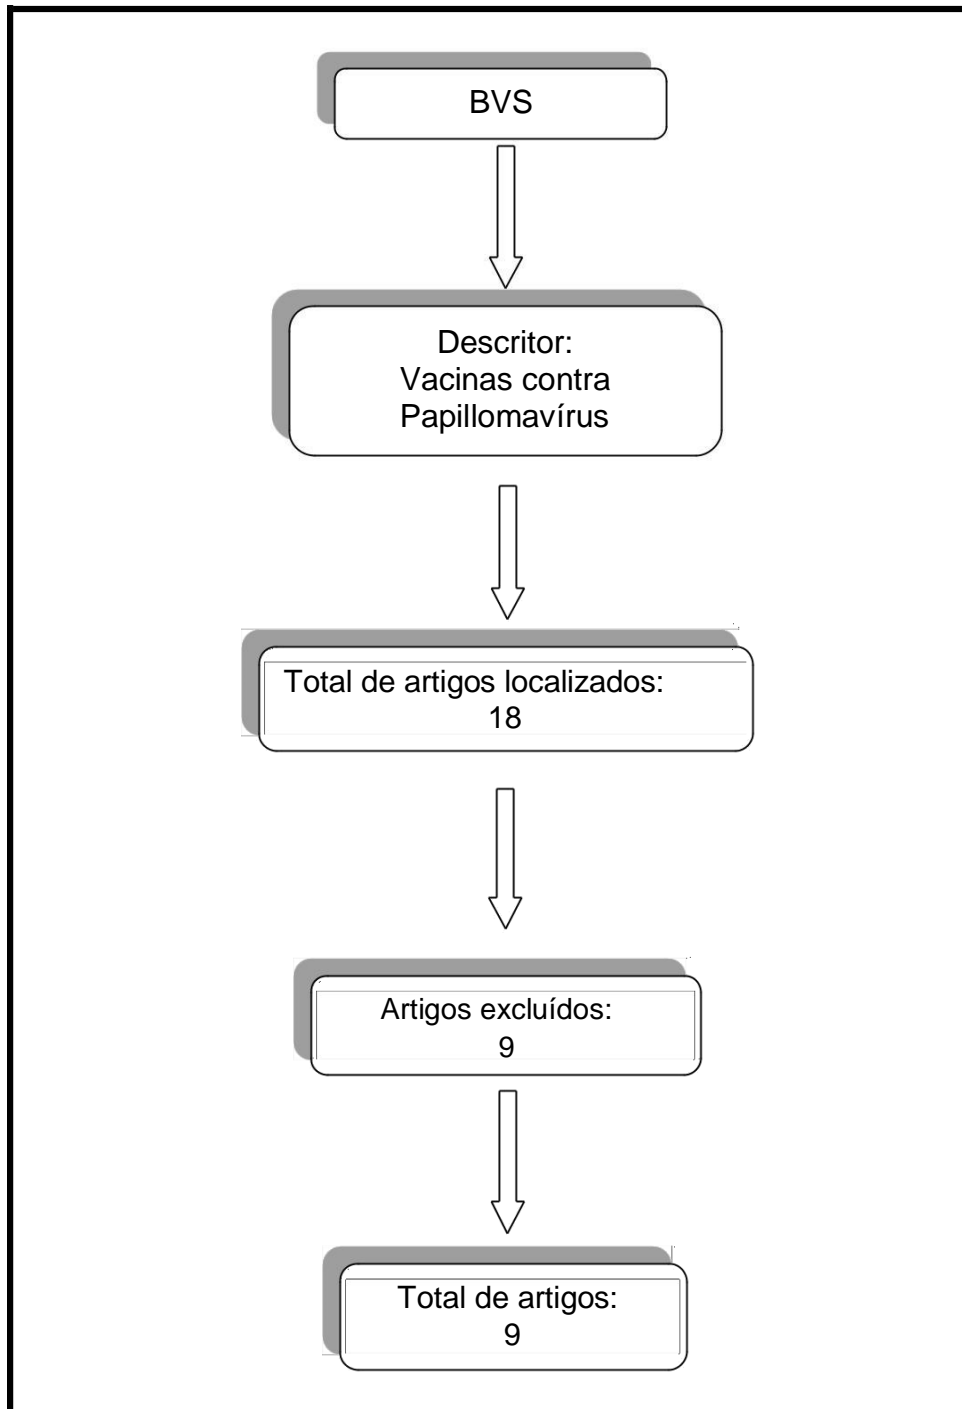 BVS
Descritor:
Vacinas contra
Papillomavírus
Total de artigos localizados:
18
Artigos excluídos:
9
Total de artigos:
9